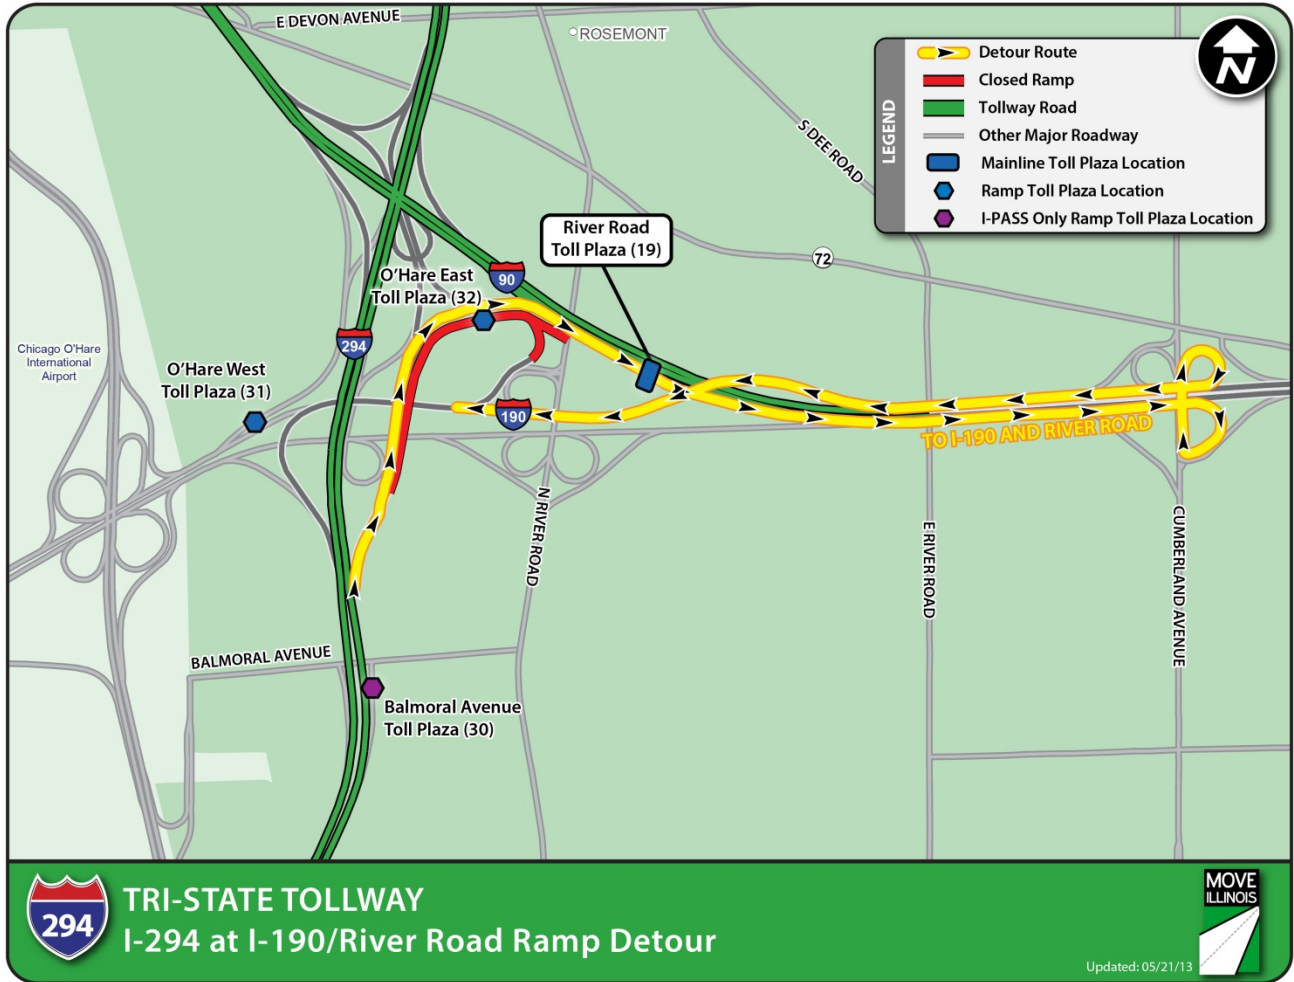 E DEVON AVENUE
ROSEMONT
N
LEGEND
Detour Route
Closed Ramp
Tollway Road
Other Major Roadway
Mainline Toll Plaza Location
Ramp Toll Plaza Location
I-PASS Only Ramp Toll Plaza Location
S DEE ROAD
River Road
Toll Plaza (19)
72
O'Hare East
Toll Plaza (32)
90
294
Chicago O'Hare
International
Airport
O'Hare West
Toll Plaza (31)
190
TO I-190 AND RIVER ROAD
N RIVER ROAD
E RIVER ROAD
CUMBERLAND AVENUE
BALMORAL AVENUE
Balmoral Avenue
Toll Plaza (30)
294
TRI-STATE TOLLWAY
I-294 at I-190/River Road Ramp Detour
MOVE
ILLINOIS
Updated: 05/21/13